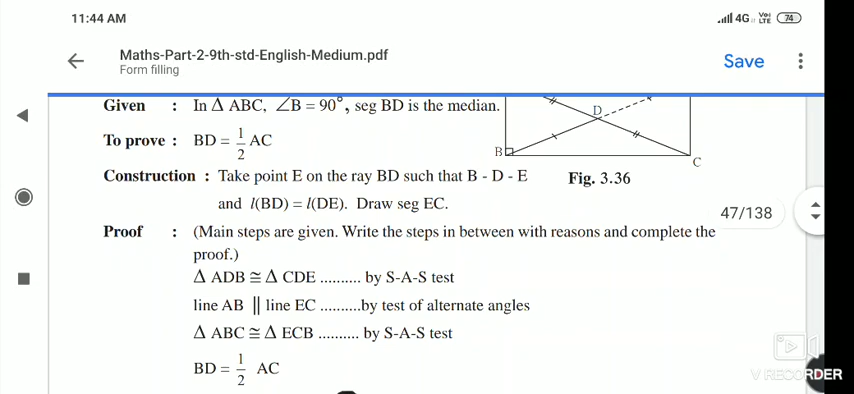 11:44 AM
4G Vo) LTE 74
Maths-Part-2-9th-std-English-Medium.pdf
Form filling
Save
Given : In Δ ABC, ∠B = 90°, seg BD is the median.
To prove : BD = 1/2 AC
D
B
C
Construction : Take point E on the ray BD such that B - D - E
and l(BD) = l(DE). Draw seg EC.
Fig. 3.36
47/138
Proof : (Main steps are given. Write the steps in between with reasons and complete the
proof.)
Δ ADB ≅ Δ CDE .......... by S-A-S test
line AB || line EC ..........by test of alternate angles
Δ ABC ≅ Δ ECB .......... by S-A-S test
BD = 1/2 AC
V RECORDER